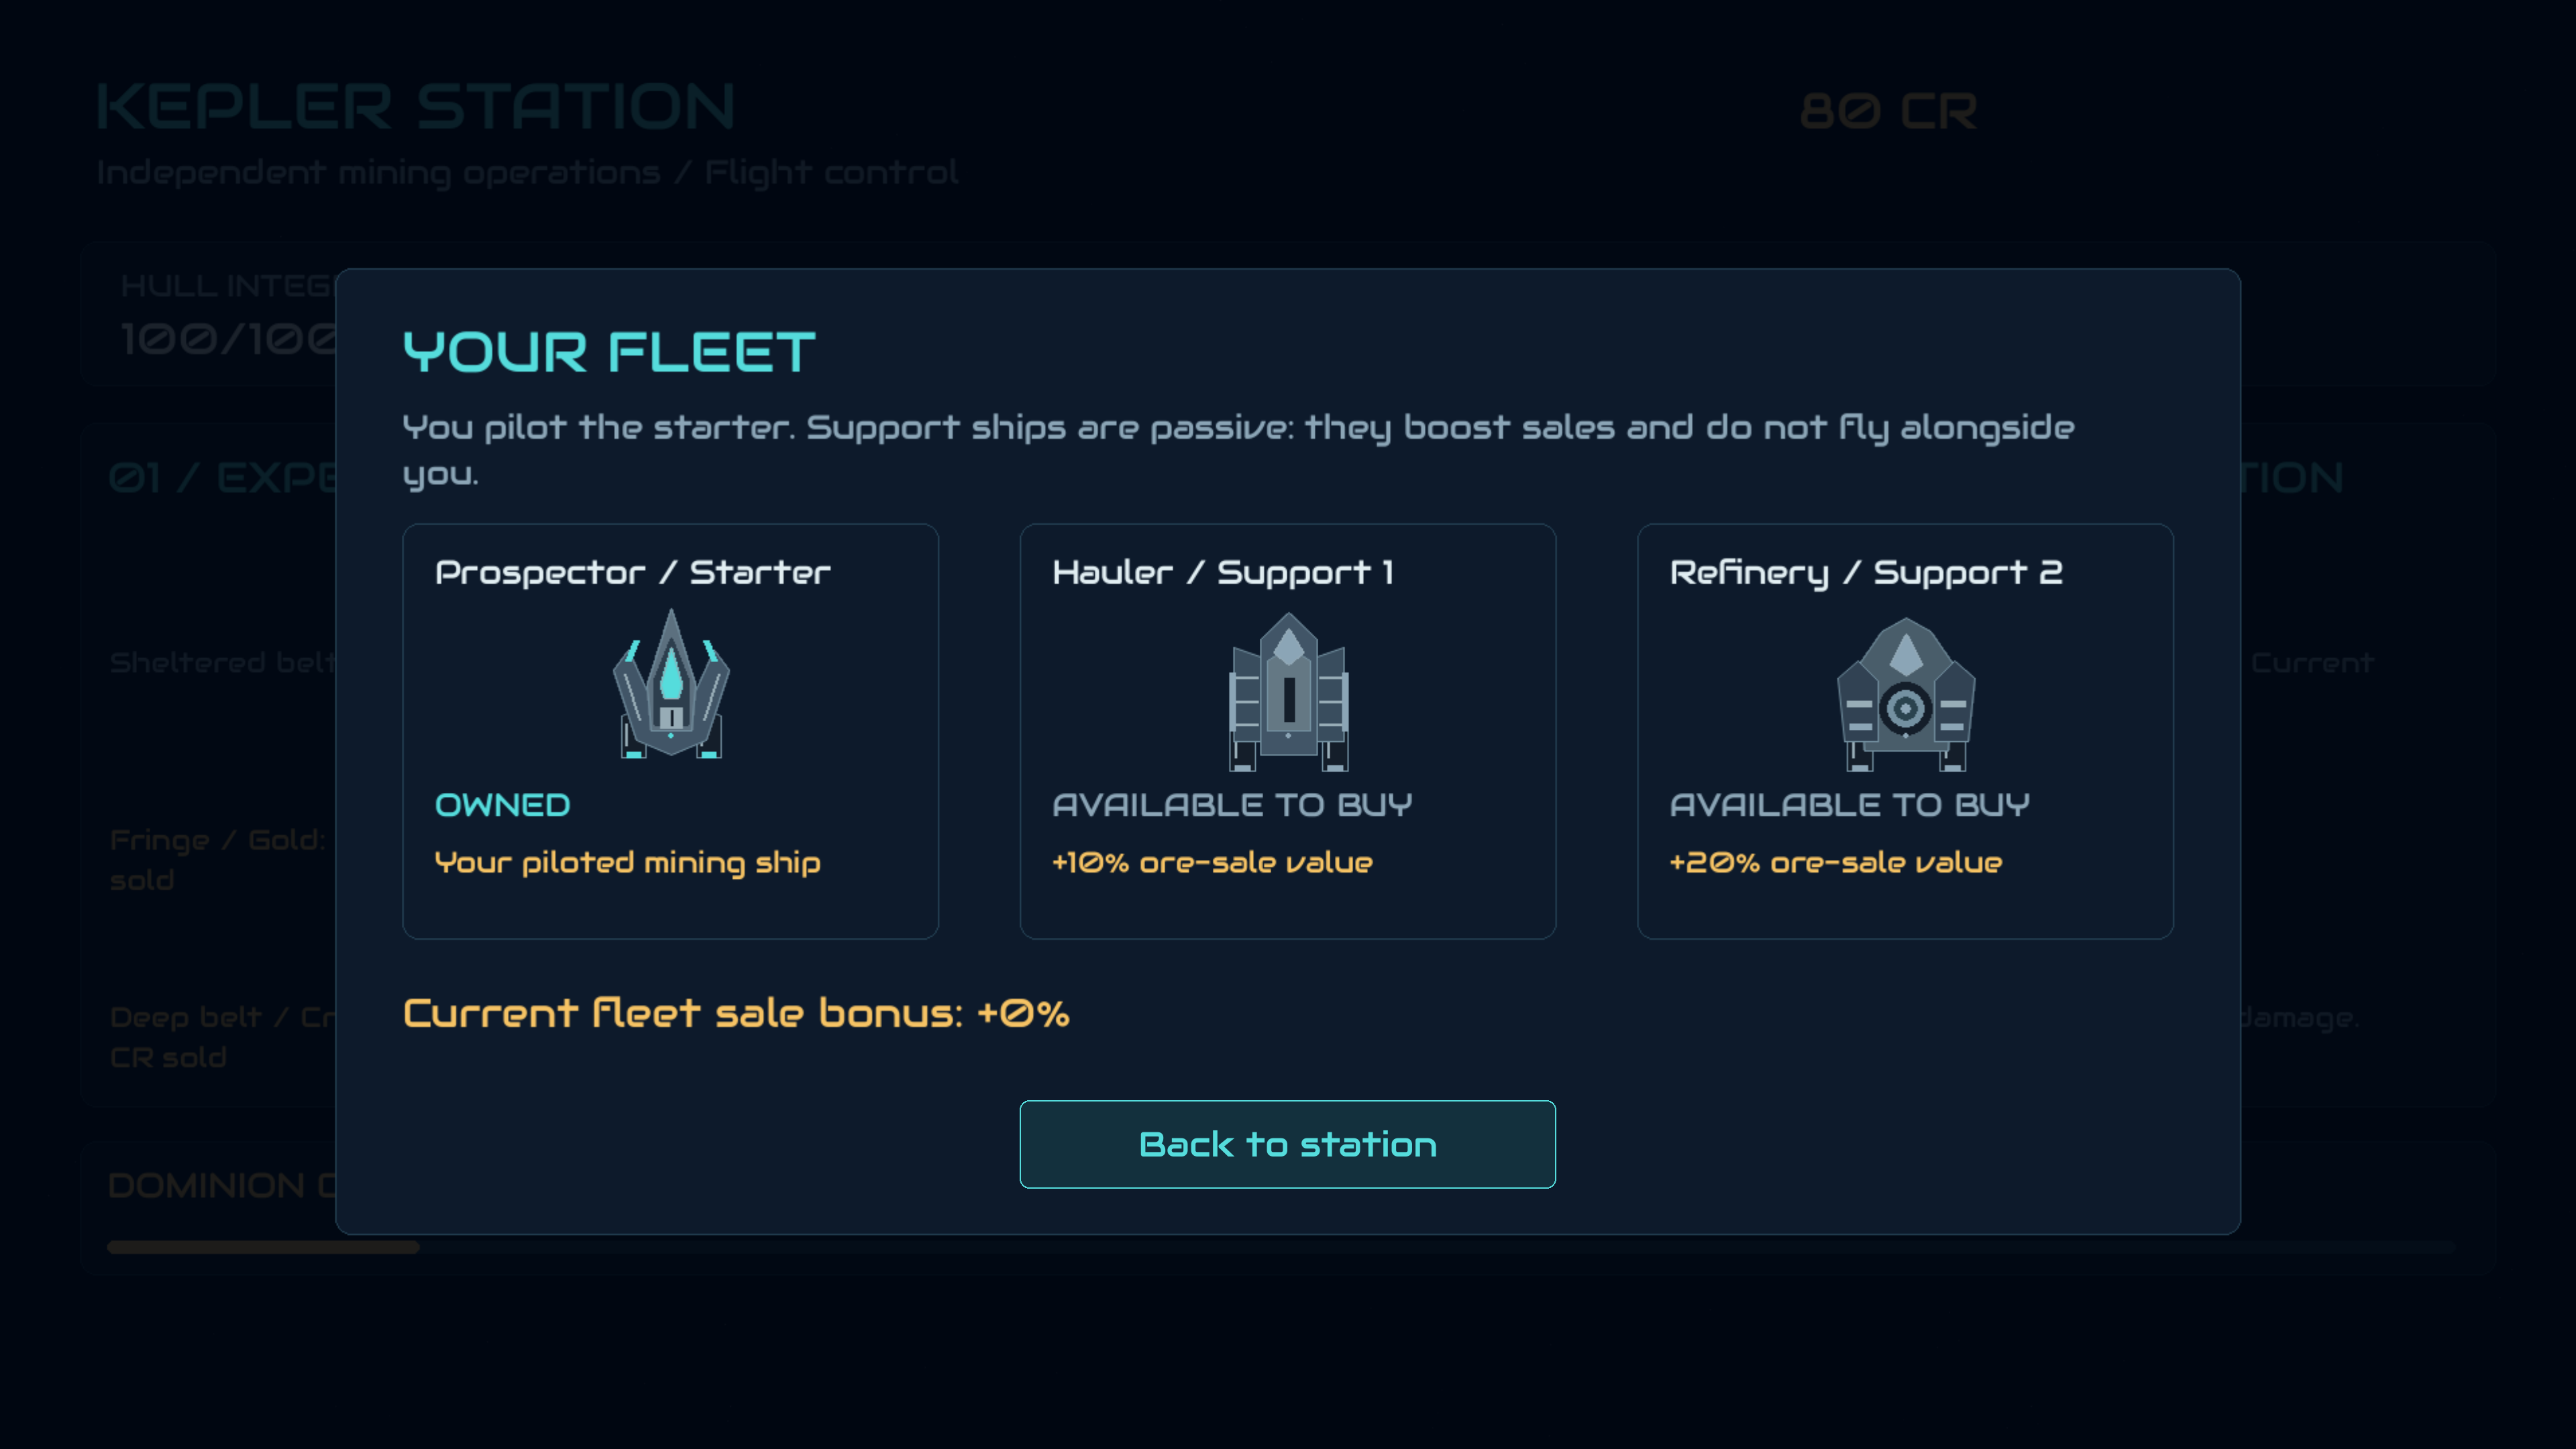 KEPLER STATION
80 CR
Independent mining operations / Flight control
HULL INTEG
100/100
YOUR FLEET
You pilot the starter. Support ships are passive: they boost sales and do not fly alongside
you.
01 / EXPE
TION
Prospector / Starter
Hauler / Support 1
Refinery / Support 2
Sheltered belt
Current
OWNED
AVAILABLE TO BUY
AVAILABLE TO BUY
Your piloted mining ship
+10% ore-sale value
+20% ore-sale value
Fringe / Gold:
sold
Current fleet sale bonus: +0%
Deep belt / Cr
CR sold
damage.
Back to station
DOMINION